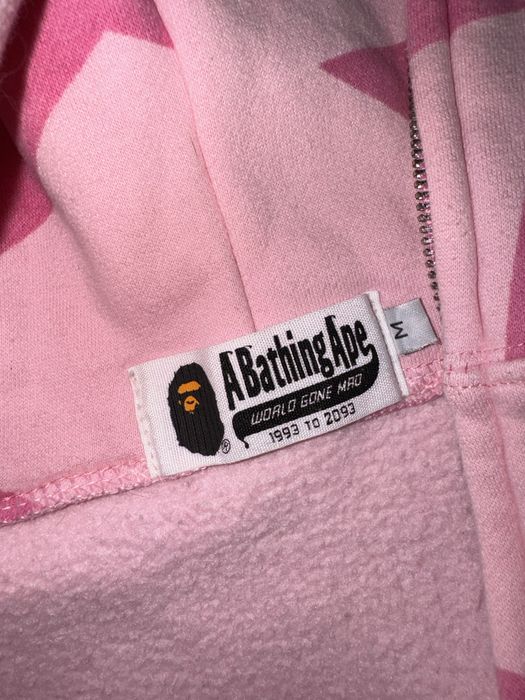 A Bathing Ape
WORLD GONE MAD
1993 TO 2093
®
M